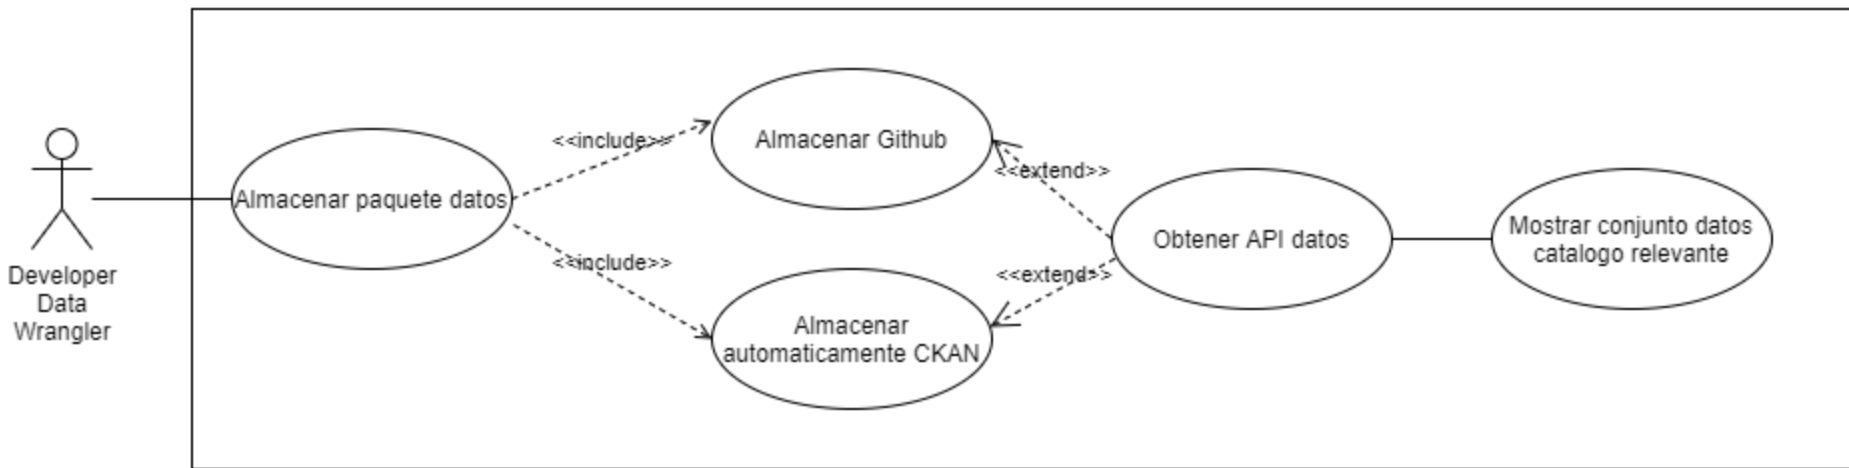 Developer
Data
Wrangler
Almacenar paquete datos
<<include>>
<<include>>
Almacenar Github
Almacenar
automaticamente CKAN
<<extend>>
<<extend>>
Obtener API datos
Mostrar conjunto datos
catalogo relevante